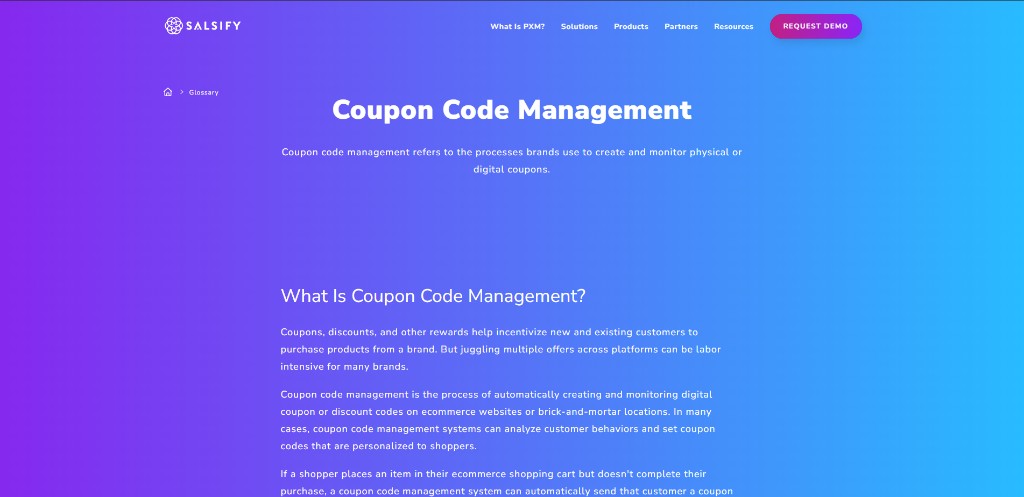 SALSIFY
What Is PXM? Solutions Products Partners Resources REQUEST DEMO
Glossary
Coupon Code Management
Coupon code management refers to the processes brands use to create and monitor physical or
digital coupons.
What Is Coupon Code Management?
Coupons, discounts, and other rewards help incentivize new and existing customers to
purchase products from a brand. But juggling multiple offers across platforms can be labor
intensive for many brands.
Coupon code management is the process of automatically creating and monitoring digital
coupon or discount codes on ecommerce websites or brick-and-mortar locations. In many
cases, coupon code management systems can analyze customer behaviors and set coupon
codes that are personalized to shoppers.
If a shopper places an item in their ecommerce shopping cart but doesn't complete their
purchase, a coupon code management system can automatically send that customer a coupon